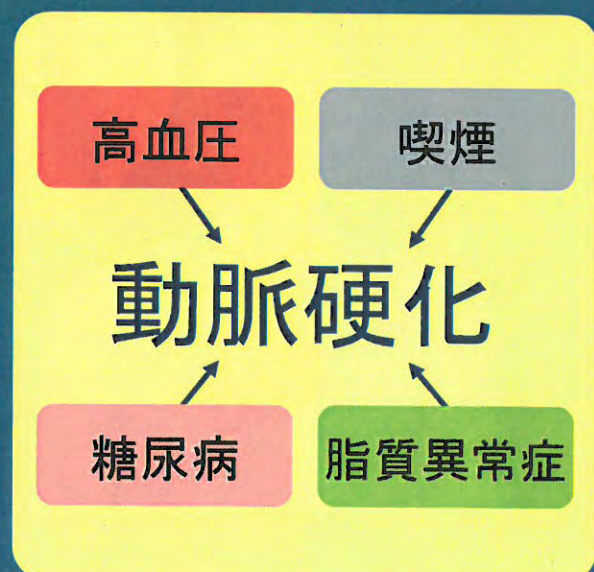 高血圧
喫煙
動脈硬化
糖尿病
脂質異常症